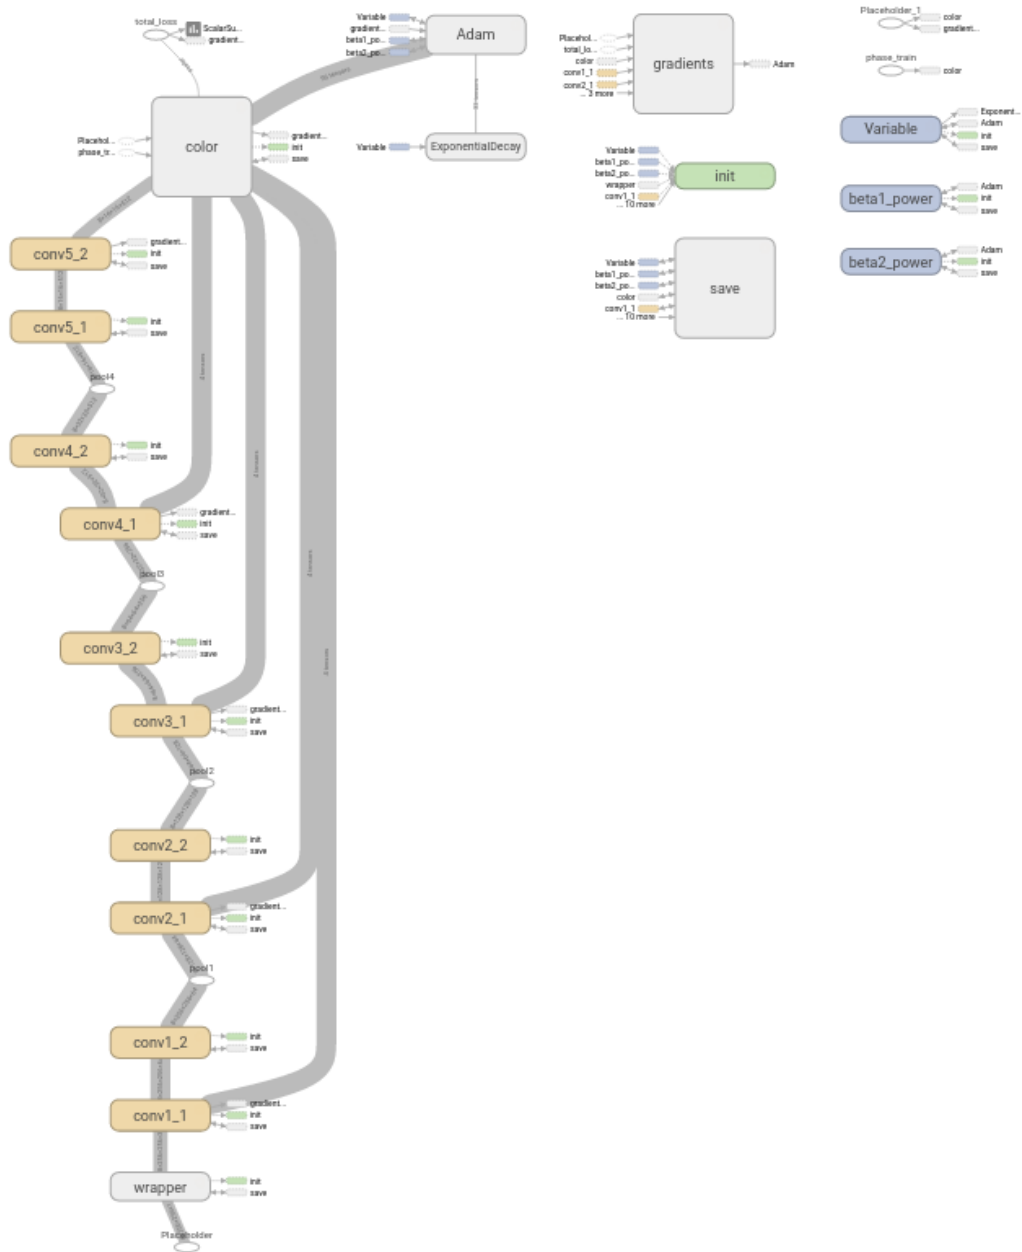 total_loss
ScalarSu...
gradient...
Variable
gradient...
beta1_po...
beta2_po...
Adam
Placehol...
total_lo...
color
conv1_1
conv2_1
... 3 more
gradients
Adam
Placeholder_1
color
gradient...
phase_train
color
Placehol...
phase_tr...
color
gradient...
init
save
Variable
ExponentialDecay
Variable
Exponent...
Adam
init
save
Variable
beta1_po...
beta2_po...
wrapper
conv1_1
... 10 more
init
beta1_power
Adam
init
save
beta2_power
Adam
init
save
Variable
beta1_po...
beta2_po...
color
conv1_1
... 10 more
save
conv5_2
gradient...
init
save
conv5_1
init
save
pool4
conv4_2
init
save
conv4_1
gradient...
init
save
pool3
conv3_2
init
save
conv3_1
gradient...
init
save
pool2
conv2_2
init
save
conv2_1
gradient...
init
save
pool1
conv1_2
init
save
conv1_1
gradient...
init
save
wrapper
init
save
Placeholder